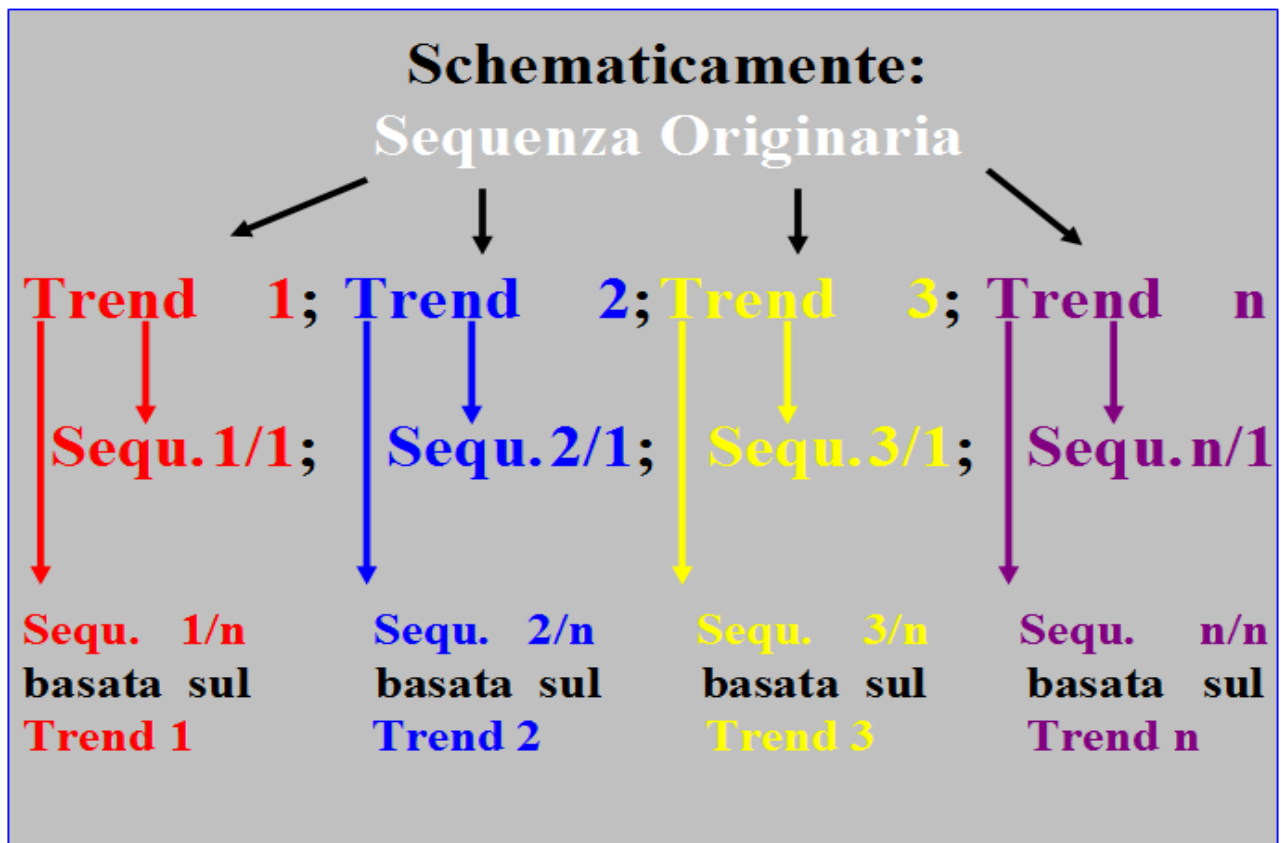 Schematicamente:
Sequenza Originaria
Trend 1; Trend 2; Trend 3; Trend n
Sequ.1/1; Sequ.2/1; Sequ.3/1; Sequ.n/1
Sequ. 1/n Sequ. 2/n Sequ. 3/n Sequ. n/n
basata sul basata sul basata sul basata sul
Trend 1 Trend 2 Trend 3 Trend n